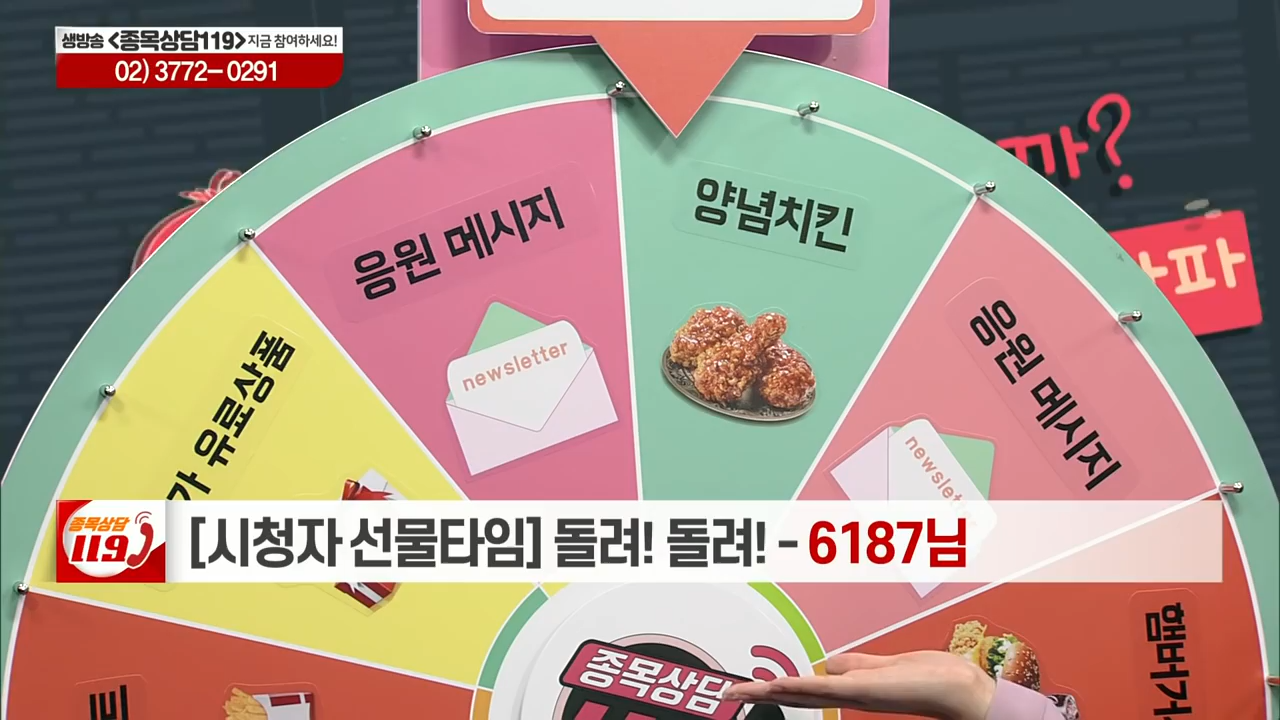 생방송 <종목상담119> 지금 참여하세요!
02) 3772-0291
까?
파
응원 메시지
양념치킨
응원 메시지
가 유료상품
newsletter
newsletter
종목상담
119
[시청자 선물타임] 돌려! 돌려! - 6187님
햄버거
종목상담